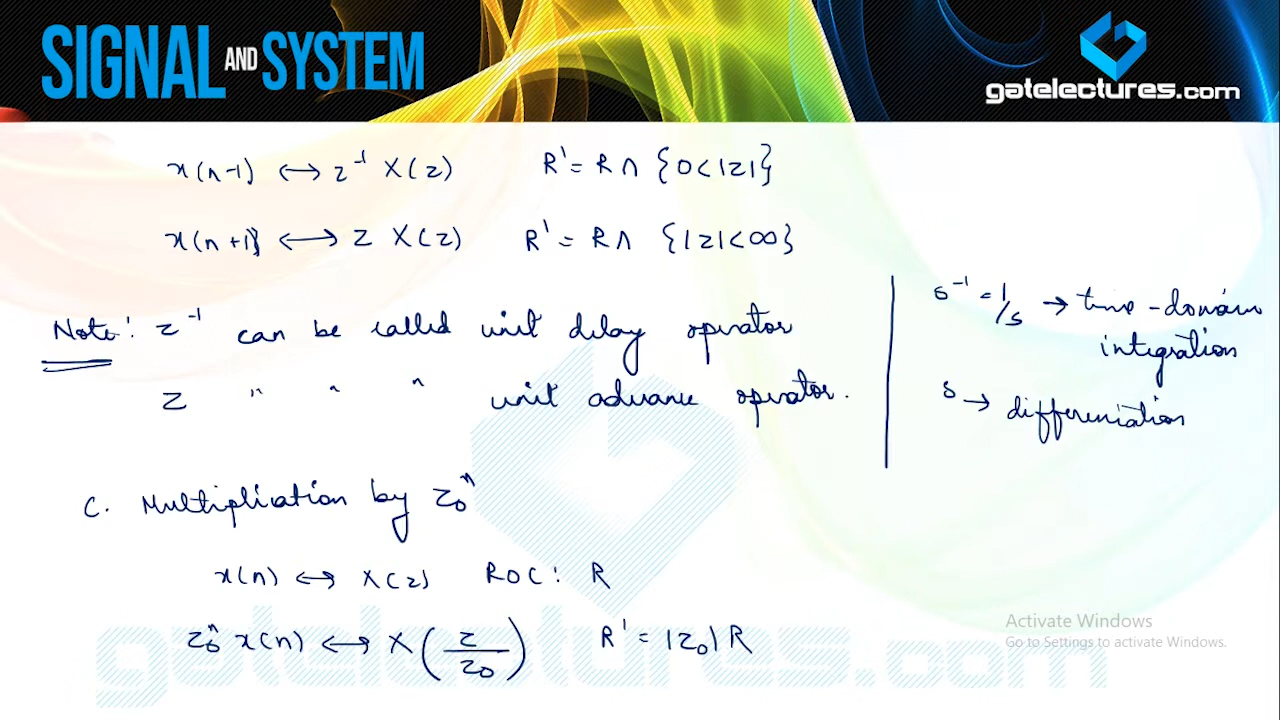 SIGNAL AND SYSTEM
gatelectures.com
x(n-1) ↔ z⁻¹ X(z) R' = R ∩ {0<|z|}
x(n+1) ↔ z X(z) R' = R ∩ {|z|<∞}
Note: z⁻¹ can be called unit delay operator
z " " " unit advance operator.
s⁻¹ = 1/s → time-domain
integration
s → differentiation
C. Multiplication by z₀ⁿ
x(n) ↔ X(z) ROC: R
z₀ⁿ x(n) ↔ X(z/z₀) R' = |z₀| R
Activate Windows
Go to Settings to activate Windows.
gatelectures.com